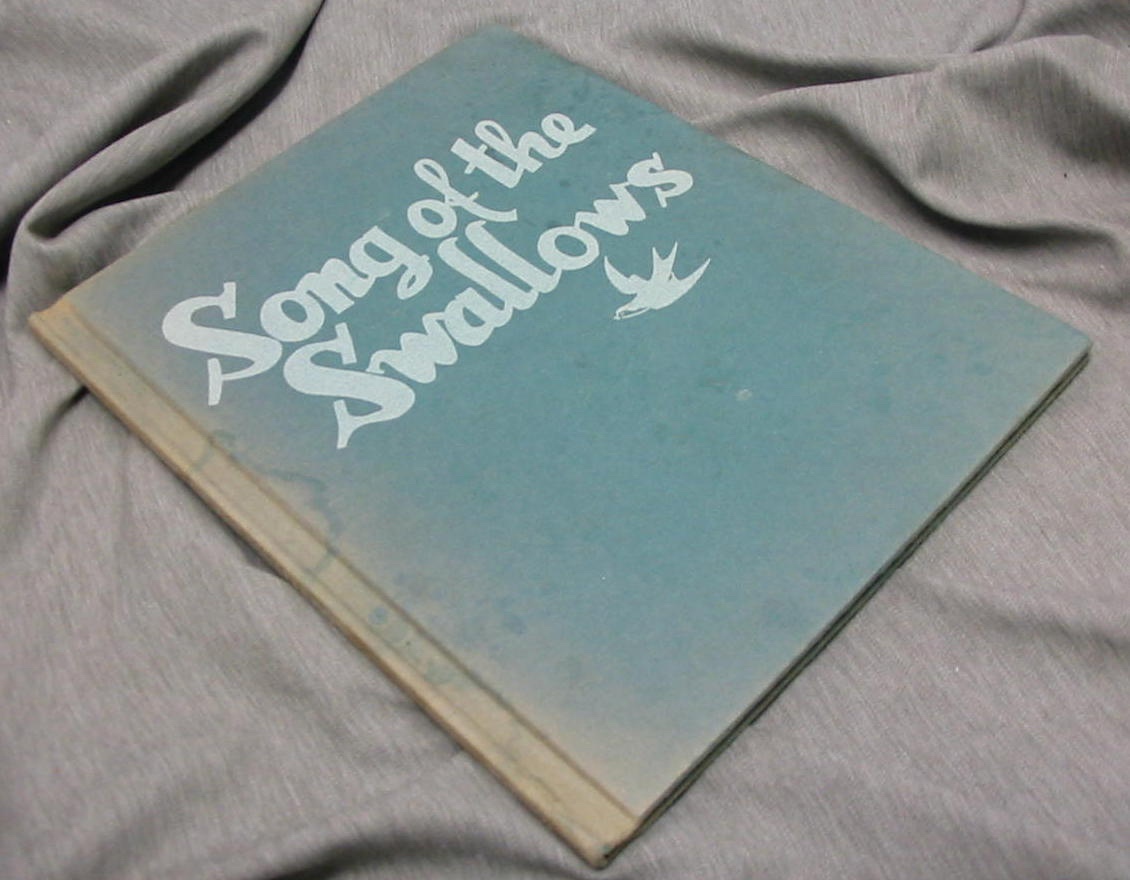 Song of the
Swallows